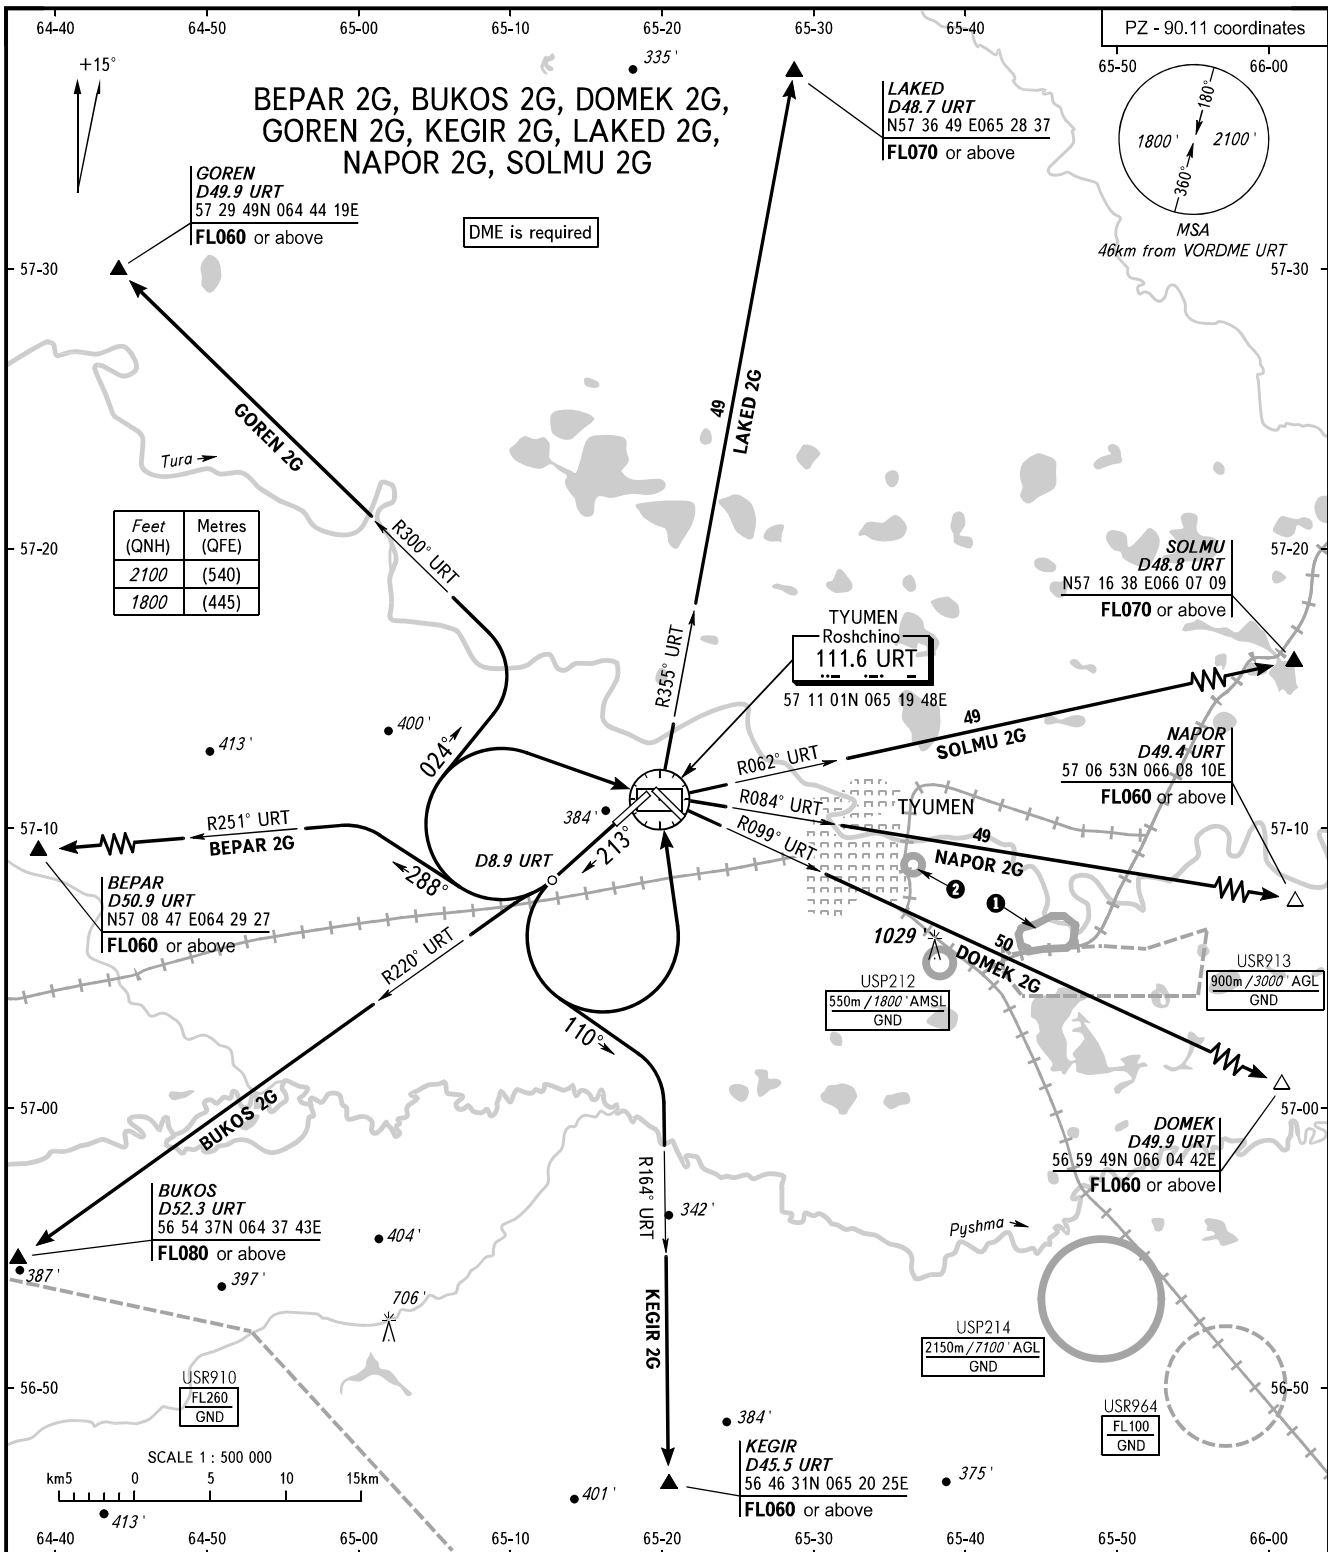 64-40
64-50
65-00
65-10
65-20
65-30
65-40
PZ - 90.11 coordinates
65-50
66-00
+15°
335'
BEPAR 2G, BUKOS 2G, DOMEK 2G,
GOREN 2G, KEGIR 2G, LAKED 2G,
NAPOR 2G, SOLMU 2G
DME is required
LAKED
D48.7 URT
N57 36 49 E065 28 37
FL070 or above
180°
1800'
2100'
360°
MSA
46km from VORDME URT
GOREN
D49.9 URT
57 29 49N 064 44 19E
FL060 or above
57-30
57-30
GOREN 2G
49
LAKED 2G
Tura
Feet
(QNH)
Metres
(QFE)
2100
(540)
1800
(445)
R300° URT
57-20
57-20
SOLMU
D48.8 URT
N57 16 38 E066 07 09
FL070 or above
TYUMEN
Roshchino
111.6 URT
57 11 01N 065 19 48E
R355° URT
400'
413'
024°
49
SOLMU 2G
R062° URT
NAPOR
D49.4 URT
57 06 53N 066 08 10E
FL060 or above
R084° URT
TYUMEN
R099° URT
384'
213°
57-10
57-10
R251° URT
BEPAR 2G
49
NAPOR 2G
D8.9 URT
288°
BEPAR
D50.9 URT
N57 08 47 E064 29 27
FL060 or above
2
1
R220° URT
1029'
50
DOMEK 2G
USP212
550m / 1800' AMSL
GND
USR913
900m / 3000' AGL
GND
110°
57-00
57-00
BUKOS 2G
DOMEK
D49.9 URT
56 59 49N 066 04 42E
FL060 or above
BUKOS
D52.3 URT
56 54 37N 064 37 43E
FL080 or above
R164° URT
342'
Pyshma
404'
387'
397'
706'
KEGIR 2G
USP214
2150m / 7100' AGL
GND
USR910
FL260
GND
56-50
56-50
USR964
FL100
GND
384'
SCALE 1 : 500 000
km5
0
5
10
15km
KEGIR
D45.5 URT
56 46 31N 065 20 25E
FL060 or above
375'
401'
413'
64-40
64-50
65-00
65-10
65-20
65-30
65-40
65-50
66-00